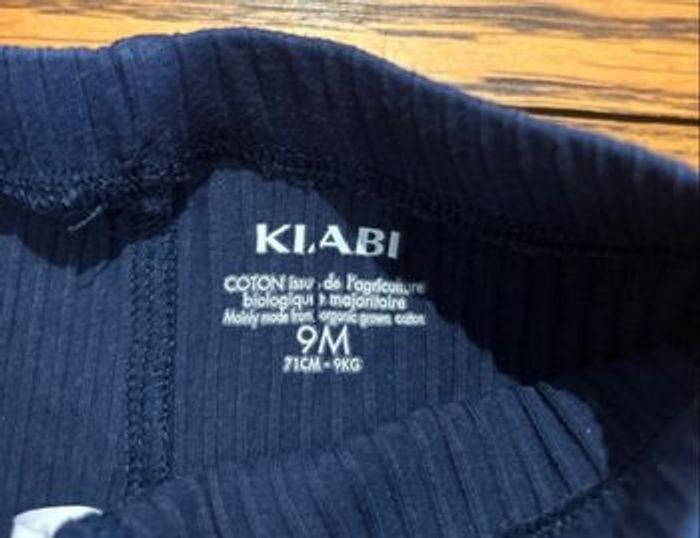 KIABI
COTON issu de l'agriculture
biologique majoritaire
Mainly made from organic grown cotton
9M
71CM - 9KG